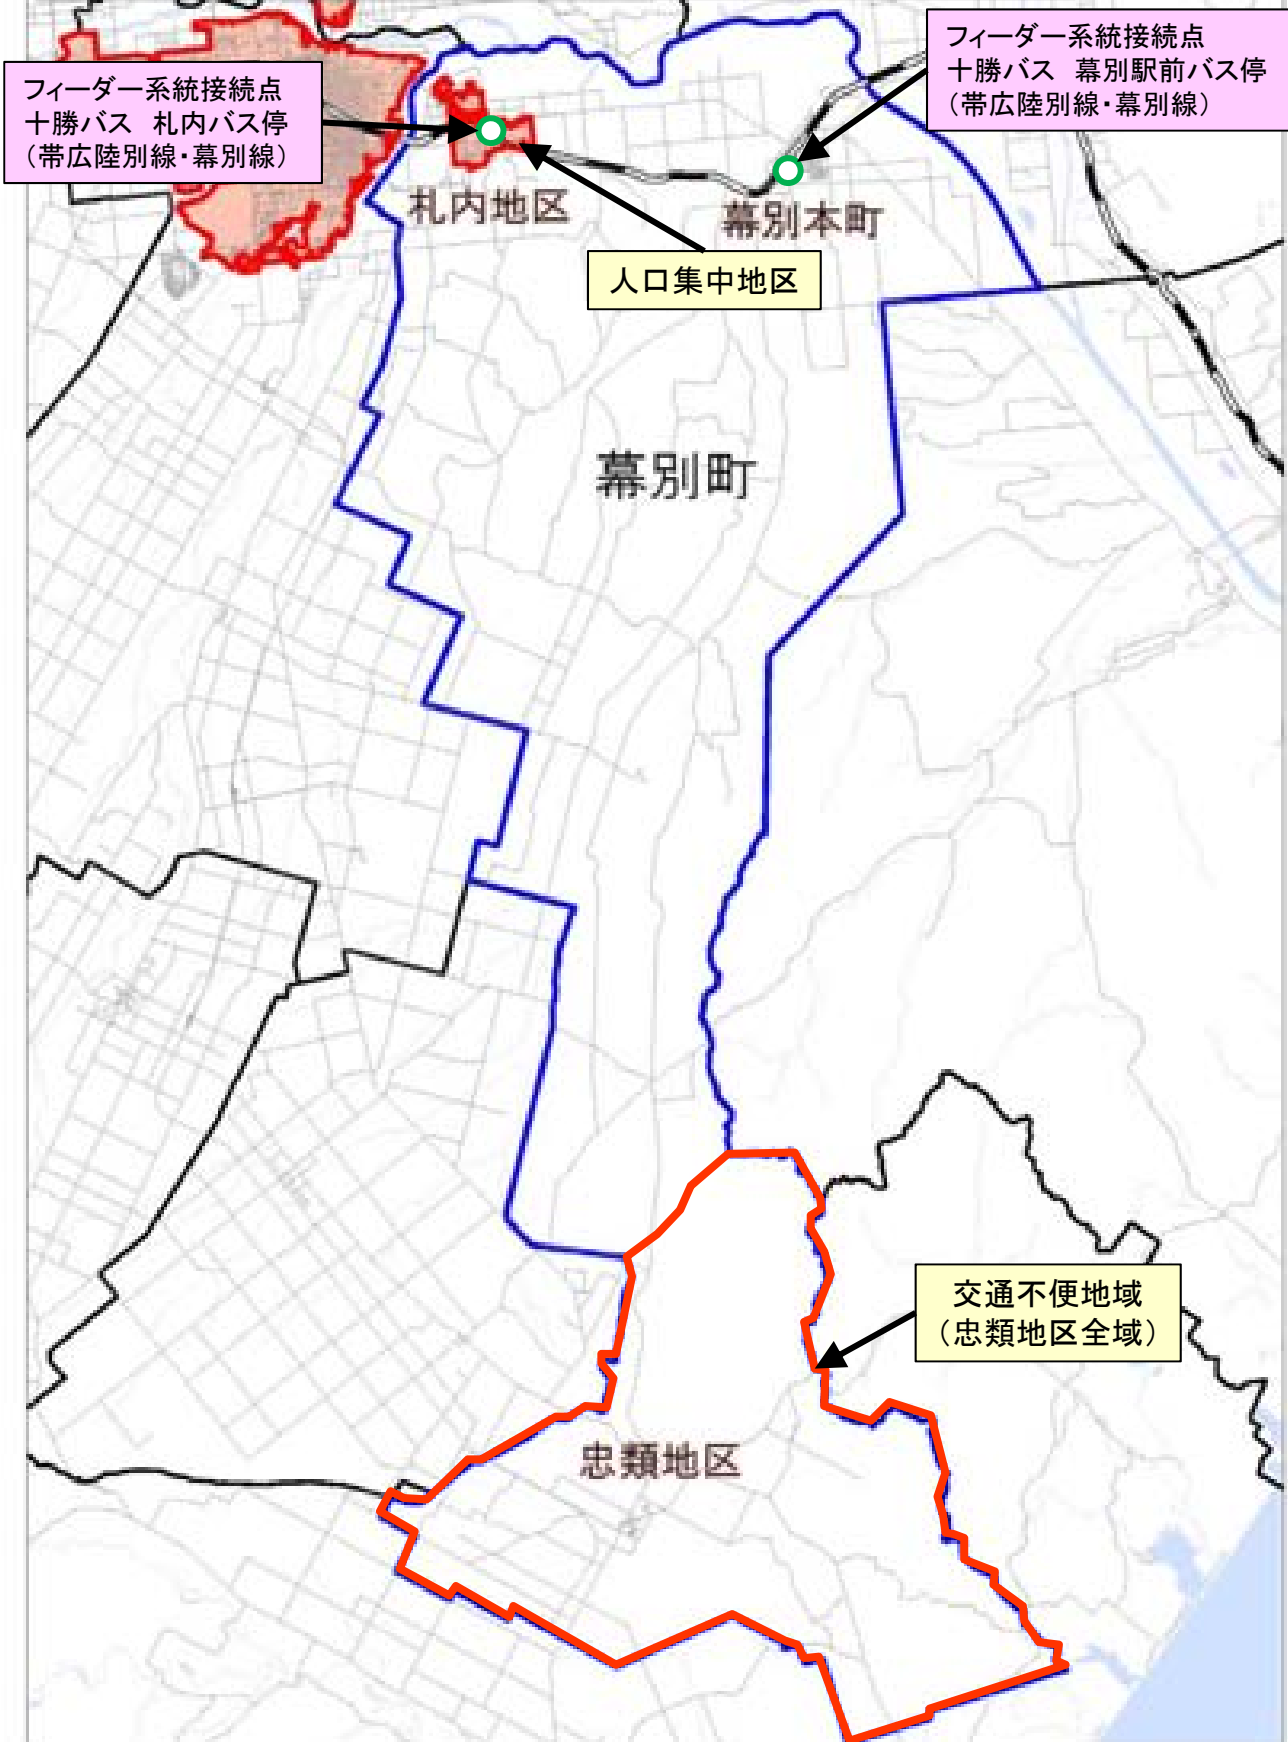 フィーダー系統接続点
十勝バス 札内バス停
(帯広陸別線・幕別線)
フィーダー系統接続点
十勝バス 幕別駅前バス停
(帯広陸別線・幕別線)
札内地区
幕別本町
人口集中地区
幕別町
交通不便地域
(忠類地区全域)
忠類地区